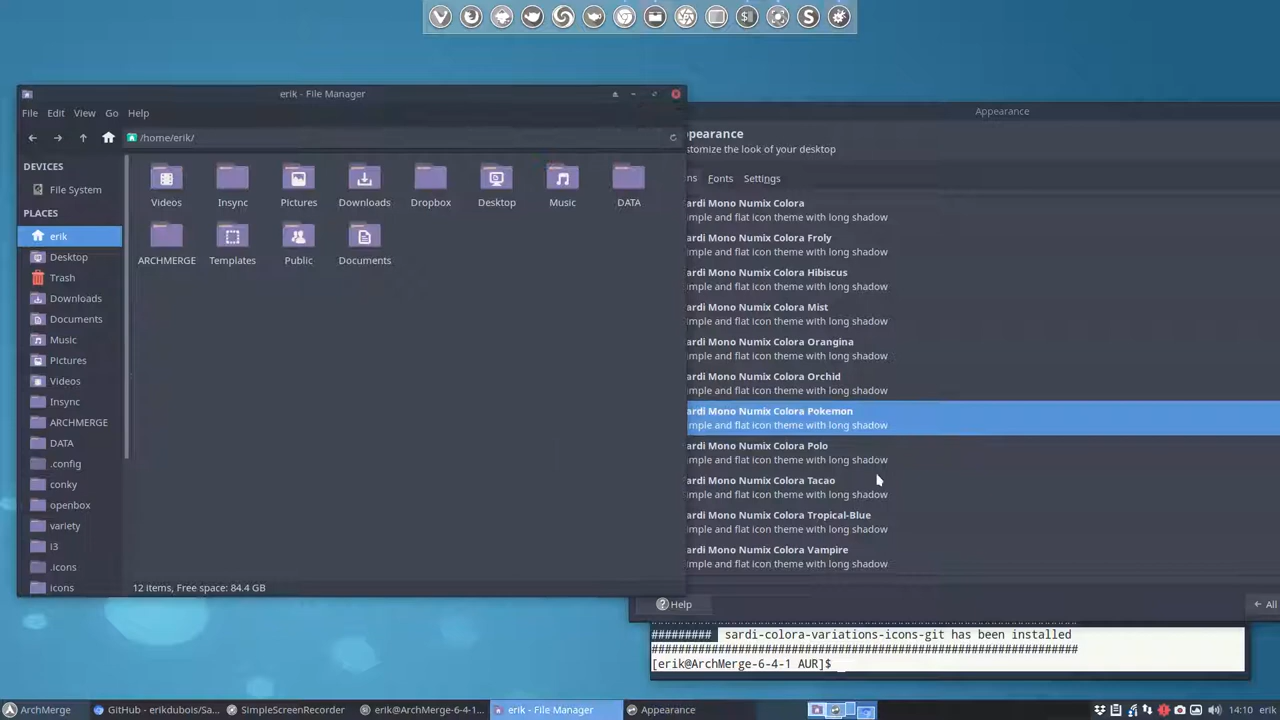 erik - File Manager
File Edit View Go Help
/home/erik/
DEVICES
File System
PLACES
erik
Desktop
Trash
Downloads
Documents
Music
Pictures
Videos
Insync
ARCHMERGE
DATA
.config
conky
openbox
variety
i3
.icons
icons
Videos Insync Pictures Downloads Dropbox Desktop Music DATA
ARCHMERGE Templates Public Documents
12 items, Free space: 84.4 GB
Appearance
ppearance
stomize the look of your desktop
ns Fonts Settings
ardi Mono Numix Colora
imple and flat icon theme with long shadow
ardi Mono Numix Colora Froly
imple and flat icon theme with long shadow
ardi Mono Numix Colora Hibiscus
imple and flat icon theme with long shadow
ardi Mono Numix Colora Mist
imple and flat icon theme with long shadow
ardi Mono Numix Colora Orangina
imple and flat icon theme with long shadow
ardi Mono Numix Colora Orchid
imple and flat icon theme with long shadow
ardi Mono Numix Colora Pokemon
imple and flat icon theme with long shadow
ardi Mono Numix Colora Polo
imple and flat icon theme with long shadow
ardi Mono Numix Colora Tacao
imple and flat icon theme with long shadow
ardi Mono Numix Colora Tropical-Blue
imple and flat icon theme with long shadow
ardi Mono Numix Colora Vampire
imple and flat icon theme with long shadow
Help
All
######### sardi-colora-variations-icons-git has been installed
################################################################
[erik@ArchMerge-6-4-1 AUR]$
ArchMerge GitHub - erikdubois/Sa... SimpleScreenRecorder erik@ArchMerge-6-4-1... erik - File Manager Appearance 14:10 erik